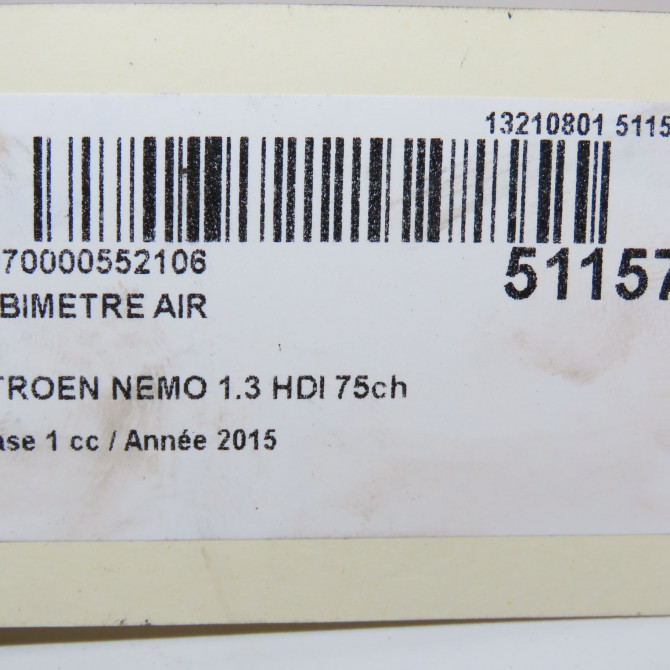 13210801 5115
70000552106
51157
BIMETRE AIR
TROEN NEMO 1.3 HDI 75ch
ase 1 cc / Année 2015